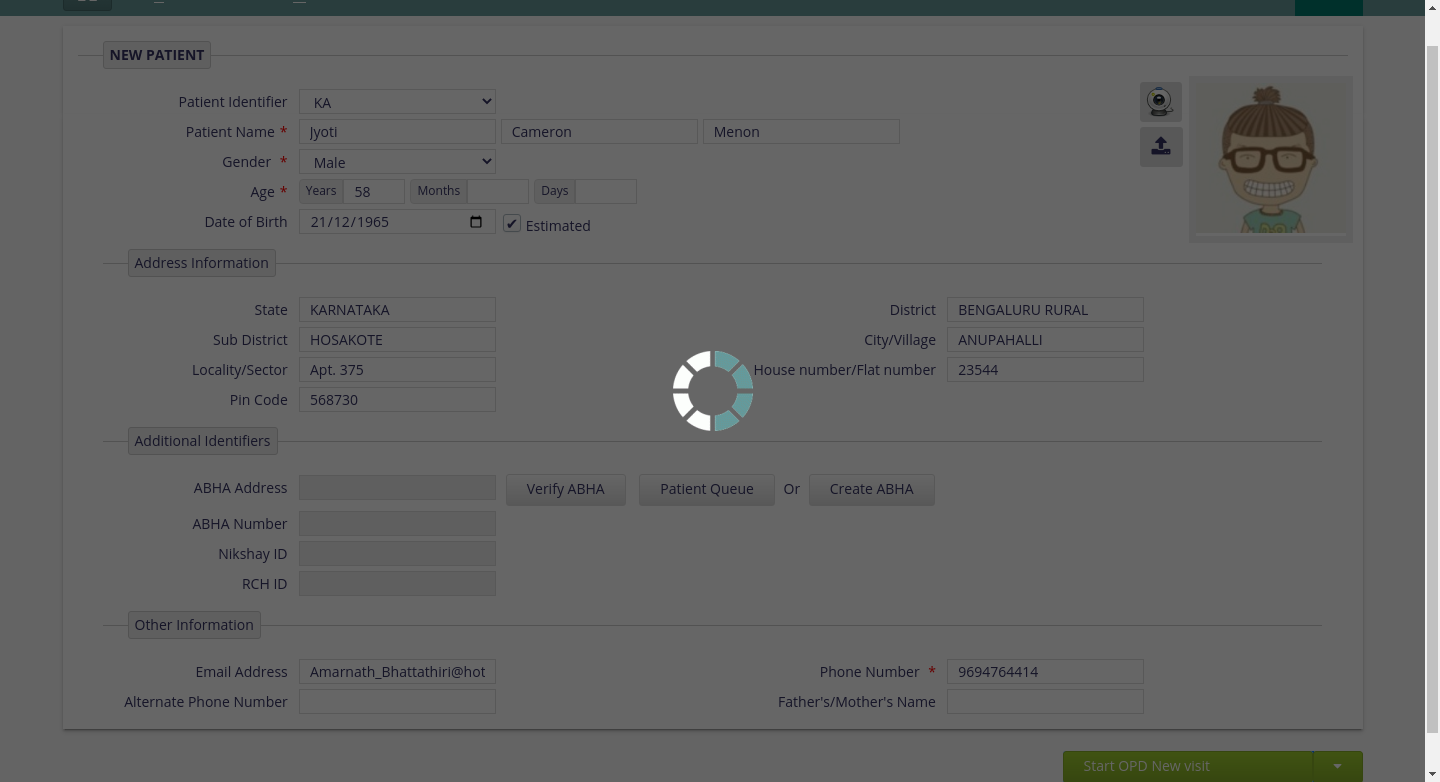 NEW PATIENT
Patient Identifier KA
Patient Name * Jyoti Cameron Menon
Gender * Male
Age * Years 58 Months Days
Date of Birth 21/12/1965 ✔ Estimated
Address Information
State KARNATAKA District BENGALURU RURAL
Sub District HOSAKOTE City/Village ANUPAHALLI
Locality/Sector Apt. 375 House number/Flat number 23544
Pin Code 568730
Additional Identifiers
ABHA Address Verify ABHA Patient Queue Or Create ABHA
ABHA Number
Nikshay ID
RCH ID
Other Information
Email Address Amarnath_Bhattathiri@hot Phone Number * 9694764414
Alternate Phone Number Father's/Mother's Name
Start OPD New visit